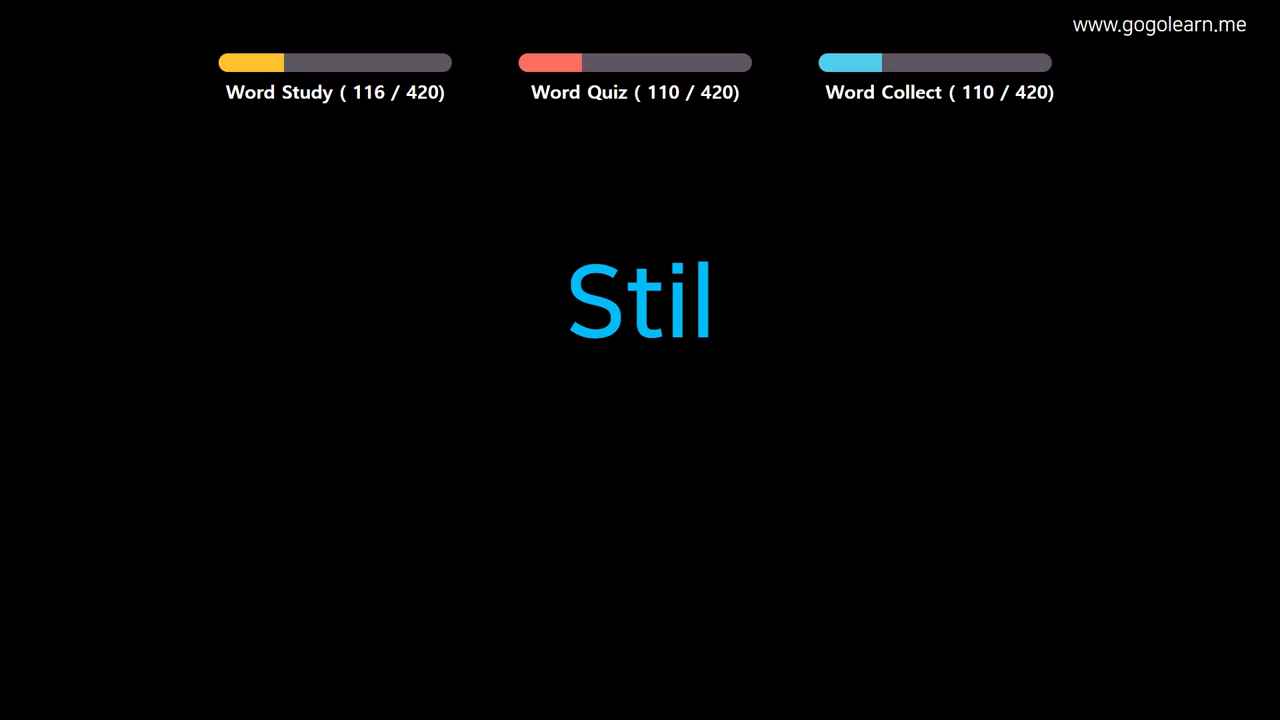 www.gogolearn.me
Word Study ( 116 / 420)
Word Quiz ( 110 / 420)
Word Collect ( 110 / 420)
Stil